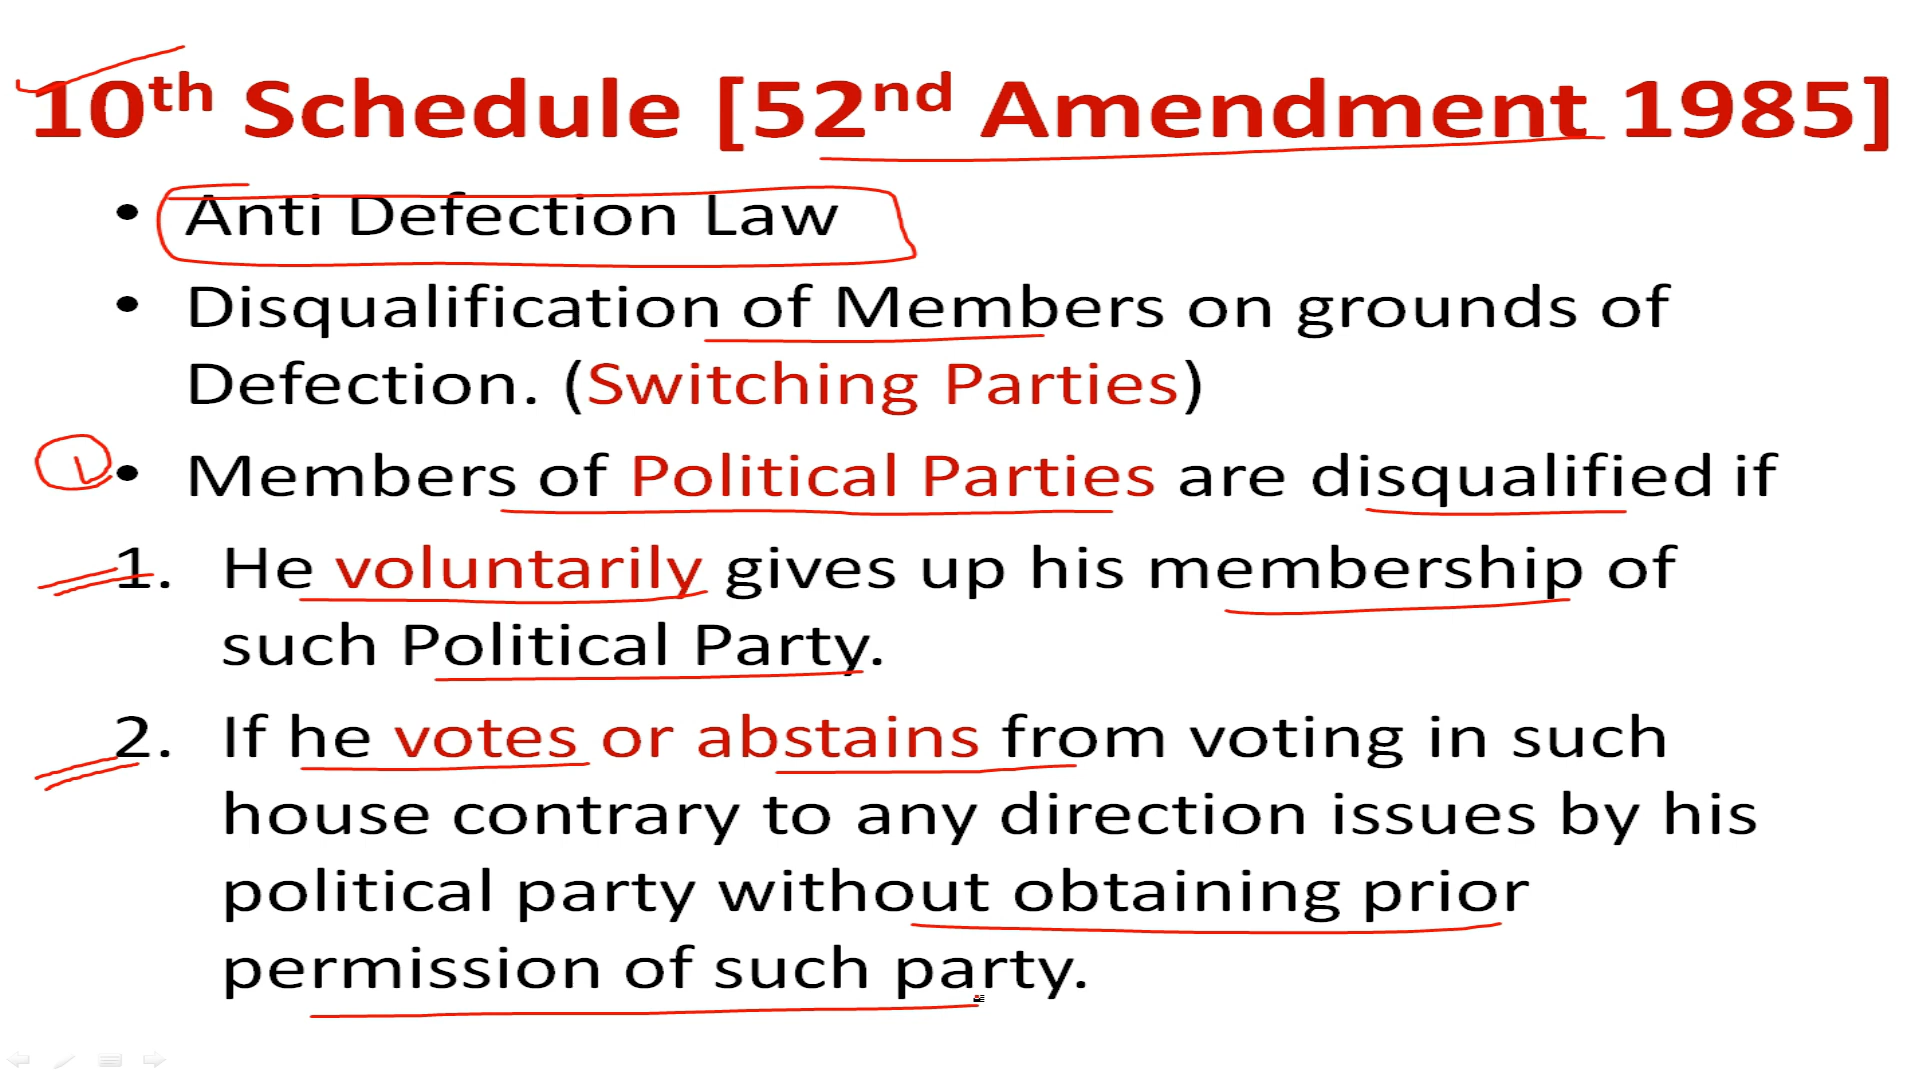 10th Schedule [52nd Amendment 1985]
• Anti Defection Law
• Disqualification of Members on grounds of
Defection. (Switching Parties)
1
• Members of Political Parties are disqualified if
1. He voluntarily gives up his membership of
such Political Party.
2. If he votes or abstains from voting in such
house contrary to any direction issues by his
political party without obtaining prior
permission of such party.